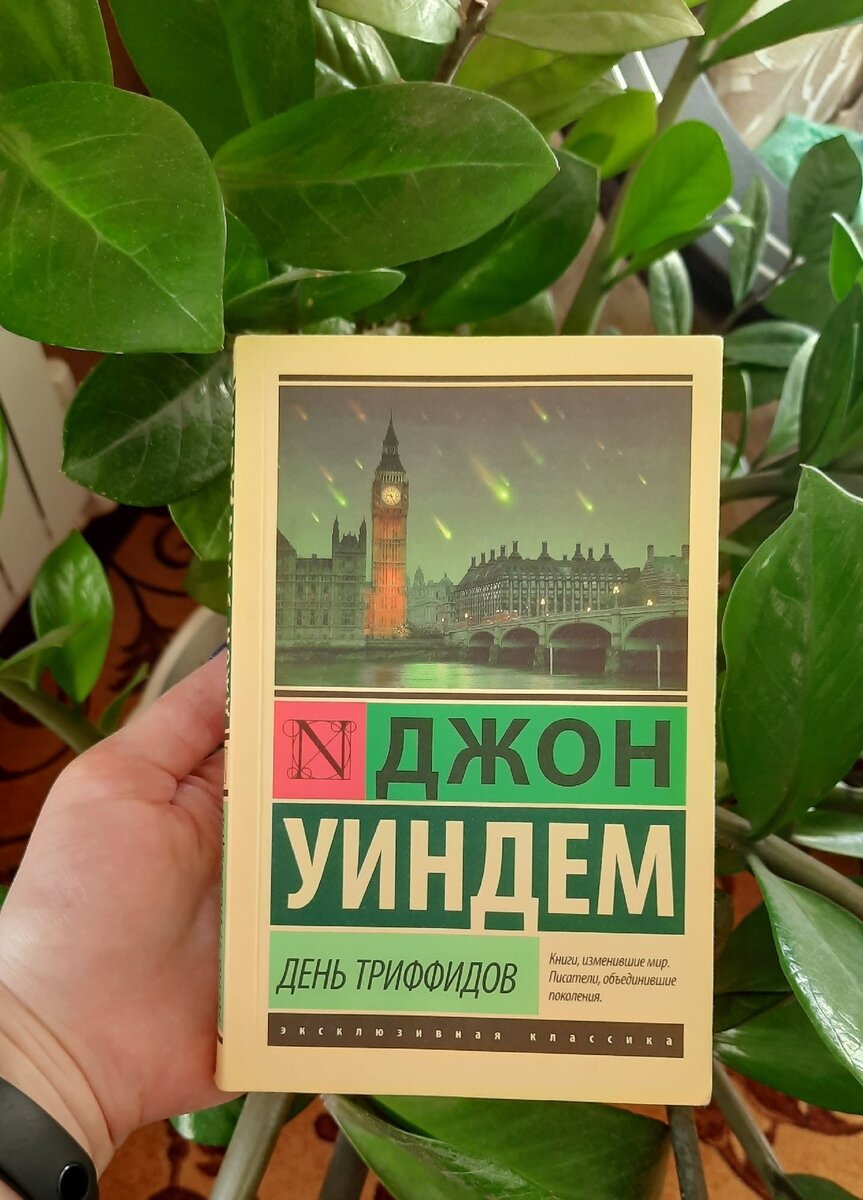 N
ДЖОН
УИНДЕМ
ДЕНЬ ТРИФФИДОВ
Книги, изменившие мир.
Писатели, объединившие
поколения.
эксклюзивная классика